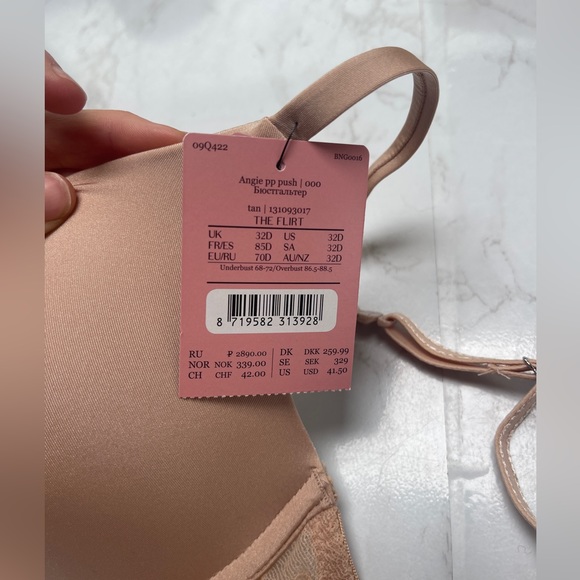 09Q422 BNG0016
Angie pp push | 000
Бюстгальтер
tan | 131093017
THE FLIRT
UK 32D US 32D
FR/ES 85D SA 32D
EU/RU 70D AU/NZ 32D
Underbust 68-72/Overbust 86.5-88.5
8 719582 313928
RU ₽ 2890.00 DK DKK 259.99
NOR NOK 339.00 SE SEK 329
CH CHF 42.00 US USD 41.50